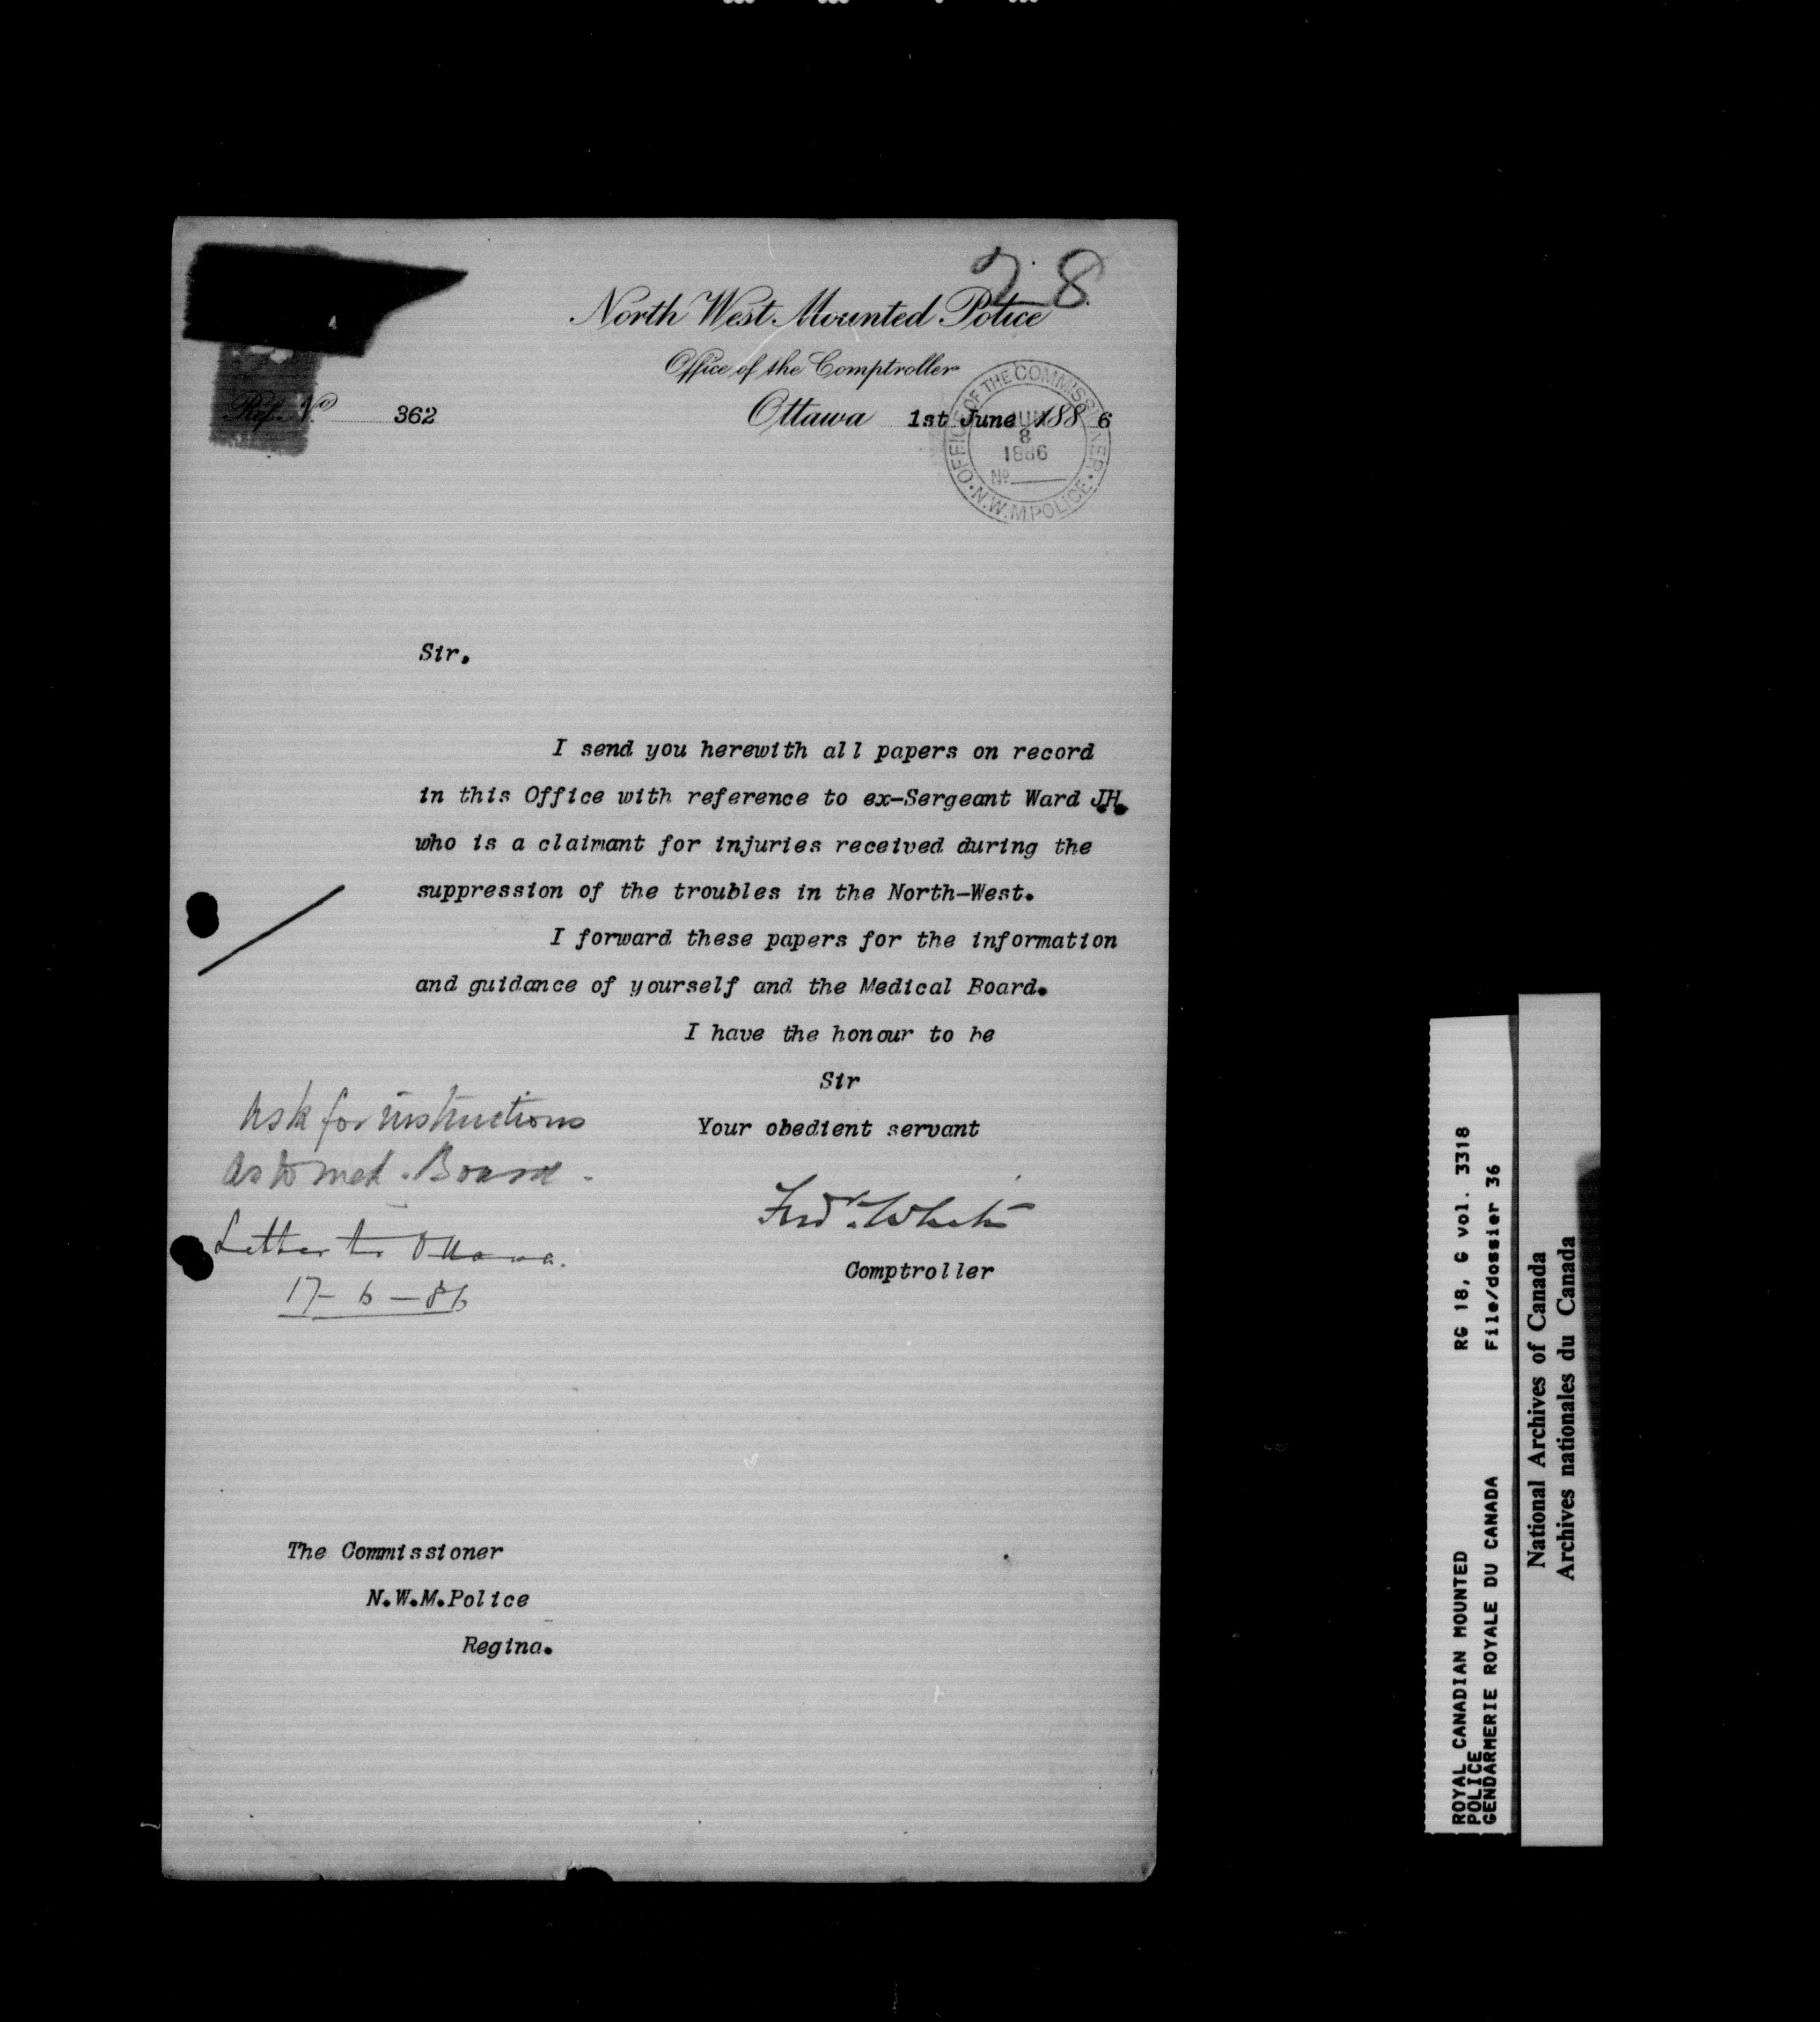 28
North West Mounted Police
Office of the Comptroller
Ref. No 362
Ottawa 1st June 1886
OFFICE OF THE COMMISSIONER
JUN
8
1886
No
N.W.M.POLICE
Sir.
I send you herewith all papers on record
in this Office with reference to ex-Sergeant Ward JH.
who is a claimant for injuries received during the
suppression of the troubles in the North-West.
I forward these papers for the information
and guidance of yourself and the Medical Board.
I have the honour to be
Sir
Your obedient servant
Fred White
Comptroller
Ask for instructions
as to Med. Board.
Letter to Ottawa.
17-6-86
The Commissioner
N.W.M.Police
Regina.
ROYAL CANADIAN MOUNTED
POLICE
GENDARMERIE ROYALE DU CANADA
RG 18, G vol. 3318
File/dossier 36
National Archives of Canada
Archives nationales du Canada